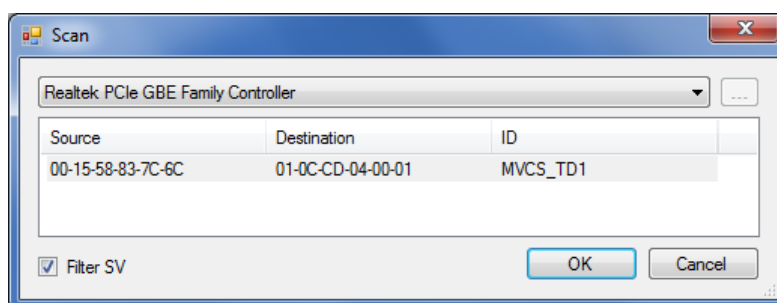 Scan
Realtek PCIe GBE Family Controller
...
Source Destination ID
00-15-58-83-7C-6C 01-0C-CD-04-00-01 MVCS_TD1
Filter SV OK Cancel